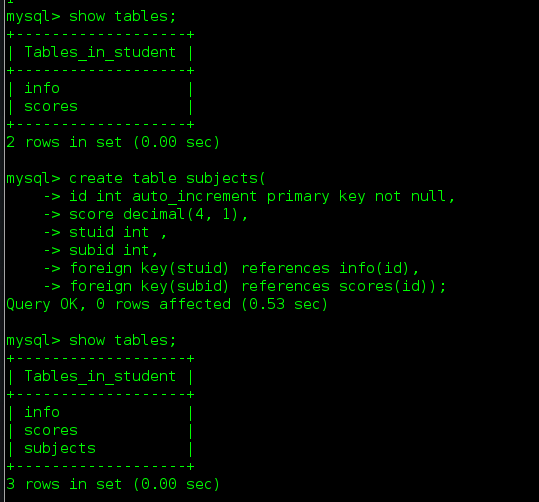 mysql> show tables;
+-------------------+
| Tables_in_student |
+-------------------+
| info              |
| scores            |
+-------------------+
2 rows in set (0.00 sec)

mysql> create table subjects(
    -> id int auto_increment primary key not null,
    -> score decimal(4, 1),
    -> stuid int ,
    -> subid int,
    -> foreign key(stuid) references info(id),
    -> foreign key(subid) references scores(id));
Query OK, 0 rows affected (0.53 sec)

mysql> show tables;
+-------------------+
| Tables_in_student |
+-------------------+
| info              |
| scores            |
| subjects          |
+-------------------+
3 rows in set (0.00 sec)